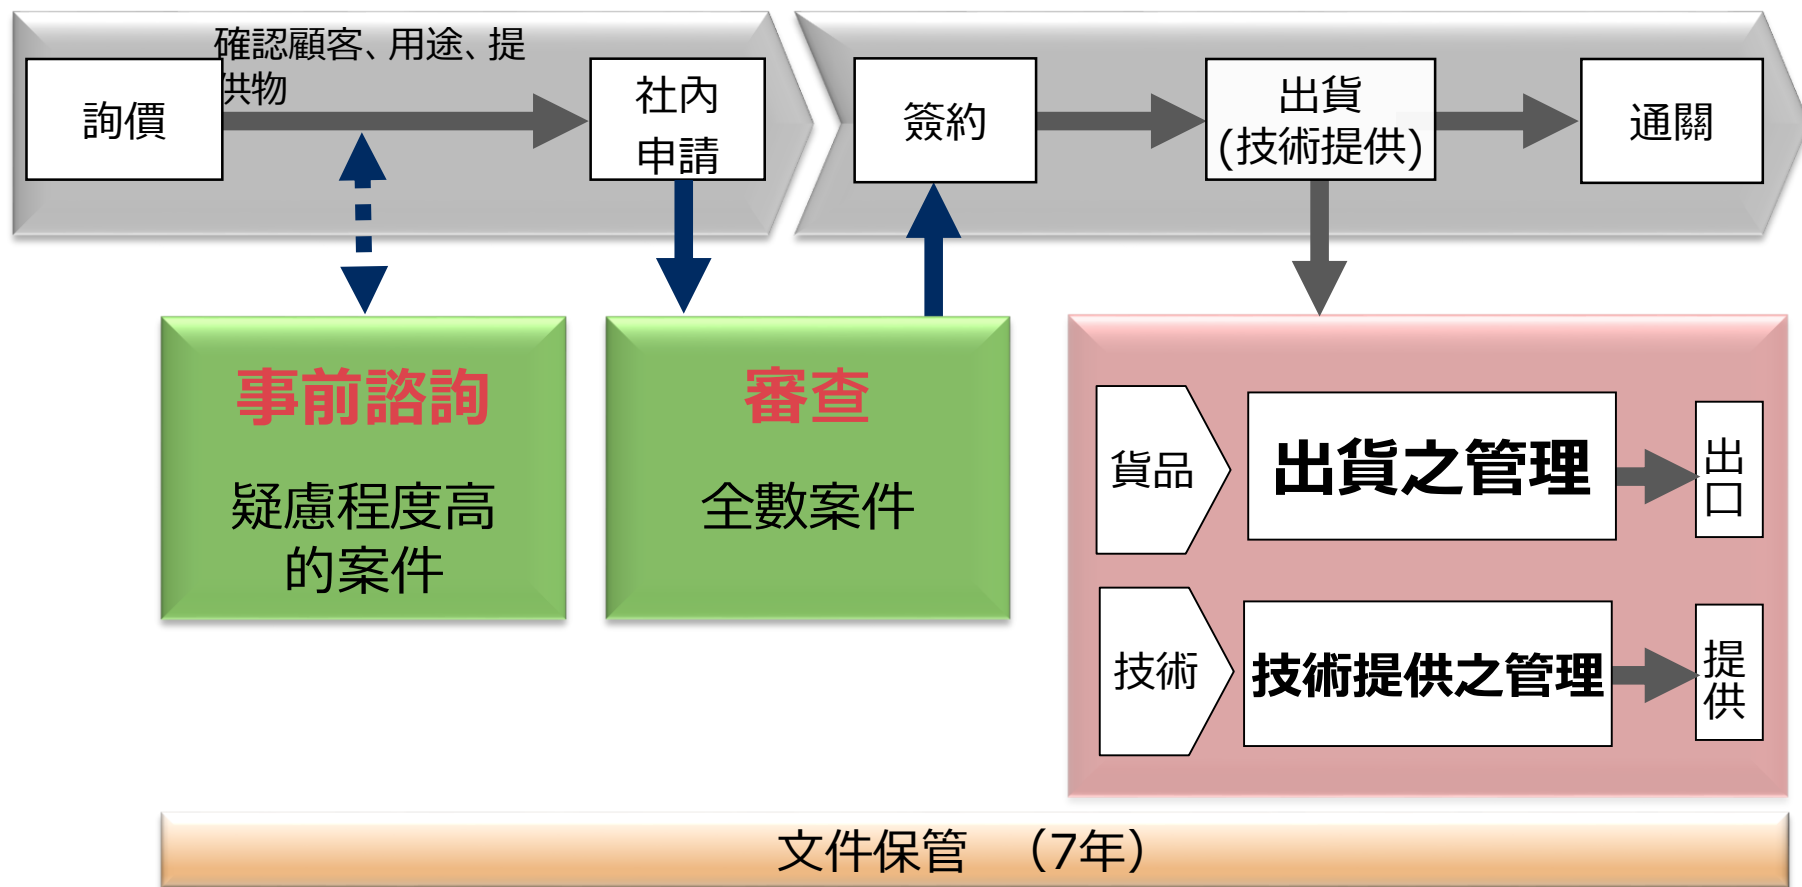 確認顧客、用途、提
供物
詢價
社內
申請
簽約
出貨
(技術提供)
通關
事前諮詢
疑慮程度高
的案件
審查
全數案件
貨品
出貨之管理
出
口
技術
技術提供之管理
提
供
文件保管 （7年）